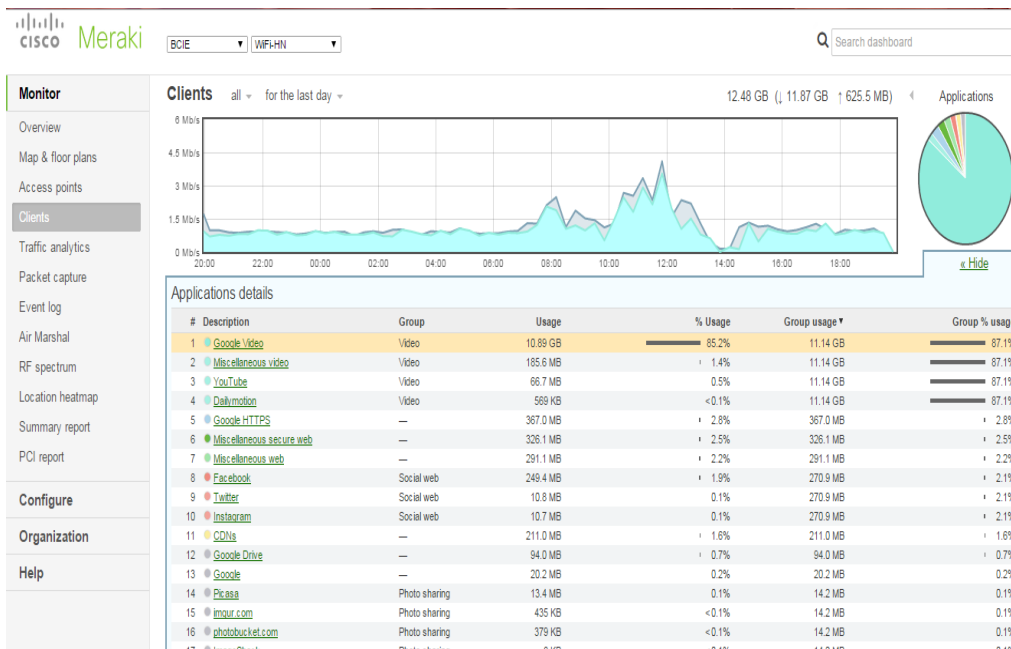 cisco Meraki
BCIE WiFi-HN
Search dashboard
Monitor
Overview
Map & floor plans
Access points
Clients
Traffic analytics
Packet capture
Event log
Air Marshal
RF spectrum
Location heatmap
Summary report
PCI report
Configure
Organization
Help
Clients all for the last day
12.48 GB (↓ 11.87 GB ↑ 625.5 MB)
Applications
6 Mb/s
4.5 Mb/s
3 Mb/s
1.5 Mb/s
0 Mb/s
20:00 22:00 00:00 02:00 04:00 06:00 08:00 10:00 12:00 14:00 16:00 18:00
« Hide
Applications details
# Description Group Usage % Usage Group usage ▼ Group % usag
1 Google Video Video 10.89 GB 85.2% 11.14 GB 87.1%
2 Miscellaneous video Video 185.6 MB 1.4% 11.14 GB 87.1%
3 YouTube Video 66.7 MB 0.5% 11.14 GB 87.1%
4 Dailymotion Video 569 KB <0.1% 11.14 GB 87.1%
5 Google HTTPS — 367.0 MB 2.8% 367.0 MB 2.8%
6 Miscellaneous secure web — 326.1 MB 2.5% 326.1 MB 2.5%
7 Miscellaneous web — 291.1 MB 2.2% 291.1 MB 2.2%
8 Facebook Social web 249.4 MB 1.9% 270.9 MB 2.1%
9 Twitter Social web 10.8 MB 0.1% 270.9 MB 2.1%
10 Instagram Social web 10.7 MB 0.1% 270.9 MB 2.1%
11 CDNs — 211.0 MB 1.6% 211.0 MB 1.6%
12 Google Drive — 94.0 MB 0.7% 94.0 MB 0.7%
13 Google — 20.2 MB 0.2% 20.2 MB 0.2%
14 Picasa Photo sharing 13.4 MB 0.1% 14.2 MB 0.1%
15 imgur.com Photo sharing 435 KB <0.1% 14.2 MB 0.1%
16 photobucket.com Photo sharing 379 KB <0.1% 14.2 MB 0.1%